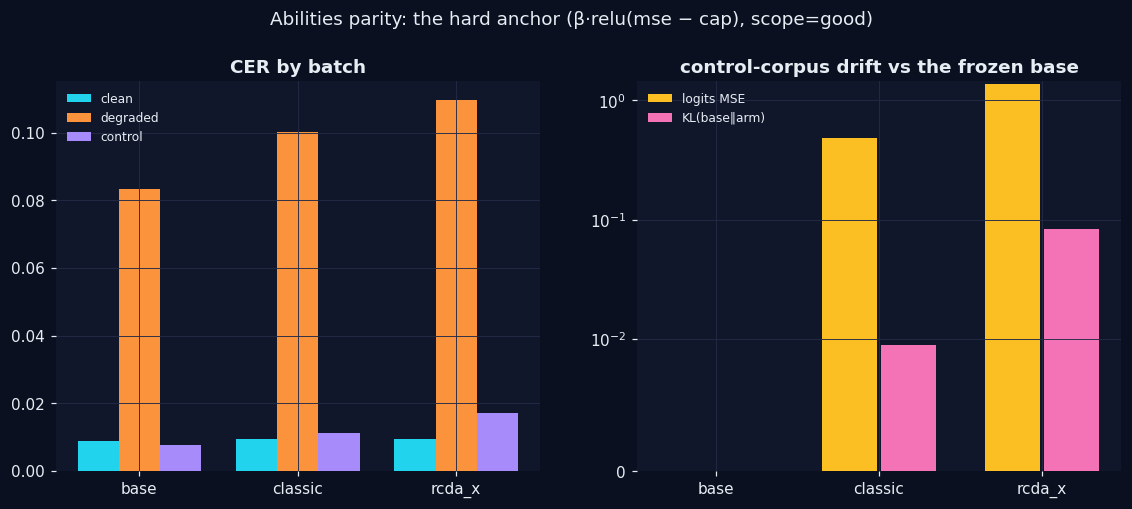 Abilities parity: the hard anchor (β·relu(mse − cap), scope=good)
CER by batch
clean
degraded
control
0.10
0.08
0.06
0.04
0.02
0.00
base
classic
rcda_x
control-corpus drift vs the frozen base
logits MSE
KL(base‖arm)
10⁰
10⁻¹
10⁻²
0
base
classic
rcda_x